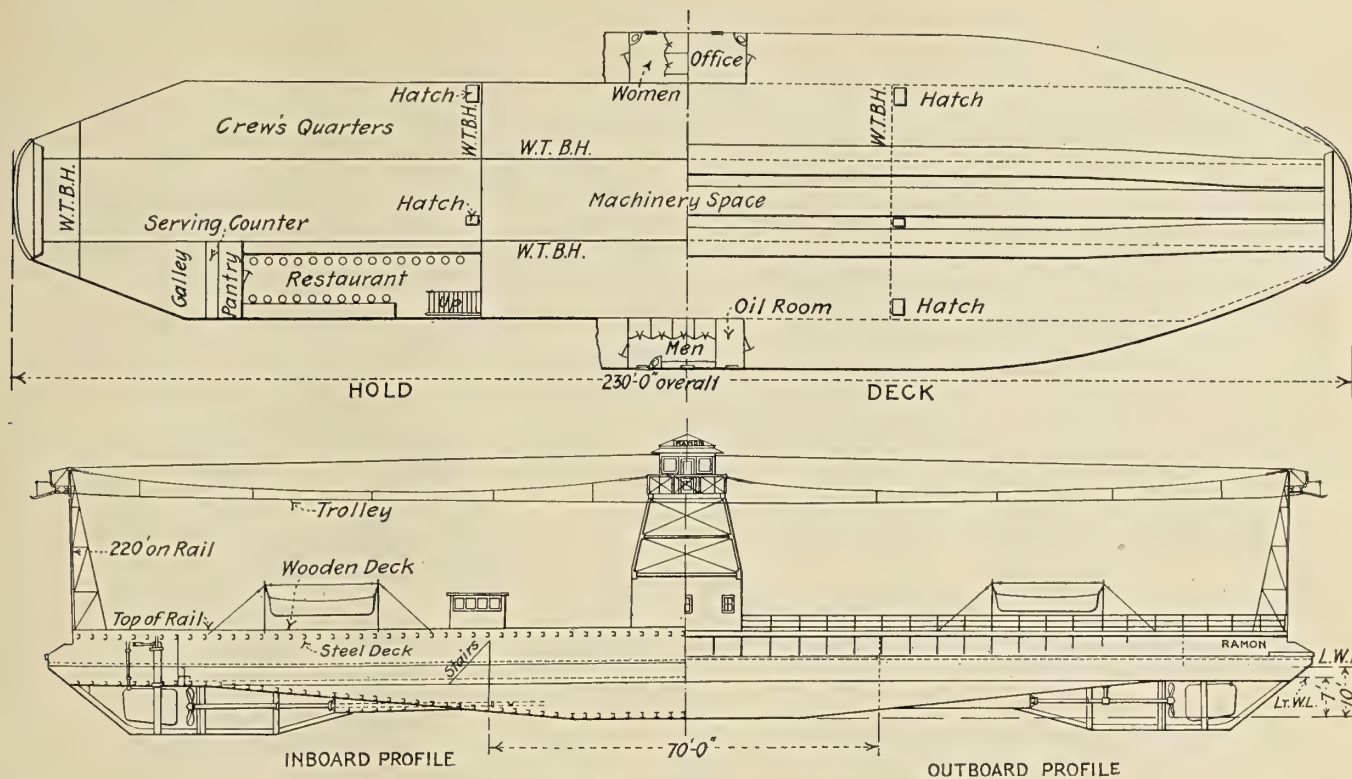 Office
Women
Hatch
W.T.B.H.
Crew's Quarters
W.T.B.H.
Hatch
W.T.B.H.
W.T. B.H.
Hatch
Machinery Space
Serving Counter
Galley
Pantry
Restaurant
Up
W.T. B.H.
Oil Room
Hatch
Men
230'-0" overall
HOLD
DECK
RAMON
Trolley
220' on Rail
Wooden Deck
Top of Rail
Steel Deck
Stairs
RAMON
L.W.L.
LT.W.L.
7'
10'
70'-0"
INBOARD PROFILE
OUTBOARD PROFILE